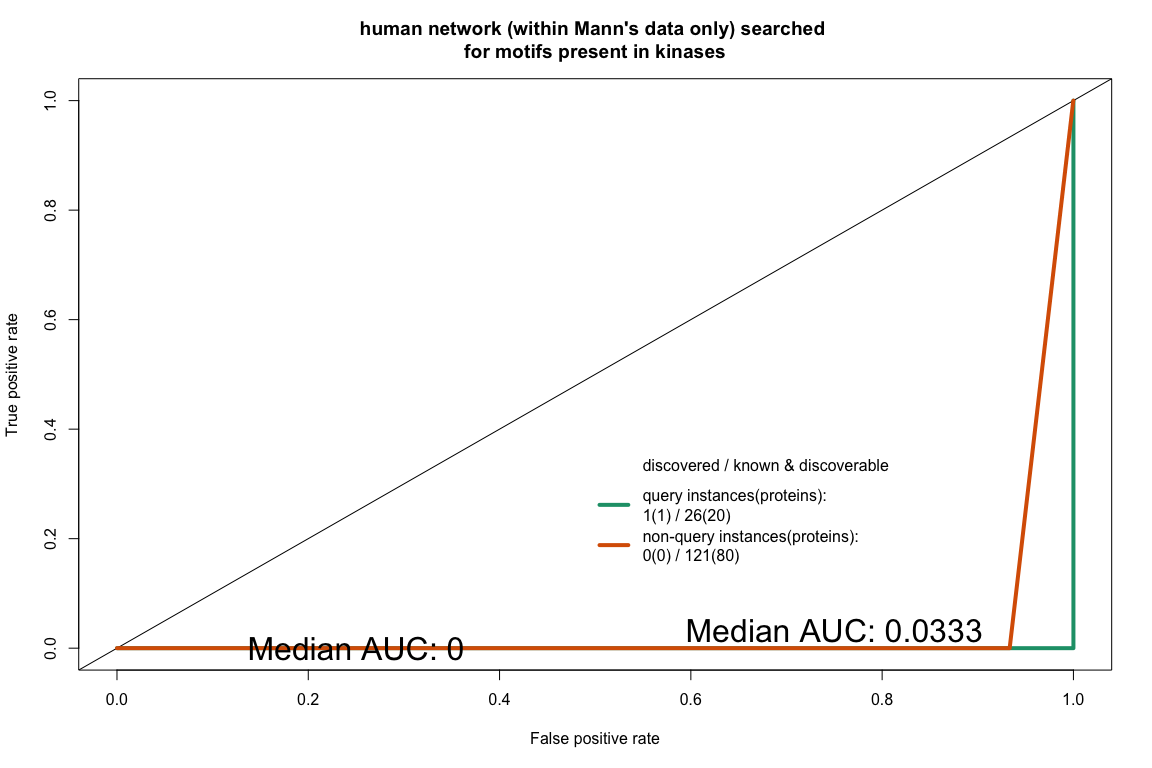 human network (within Mann's data only) searched
for motifs present in kinases
True positive rate
1.0
0.8
0.6
0.4
0.2
0.0
discovered / known & discoverable
query instances(proteins):
1(1) / 26(20)
non-query instances(proteins):
0(0) / 121(80)
Median AUC: 0.0333
Median AUC: 0
0.0 0.2 0.4 0.6 0.8 1.0
False positive rate